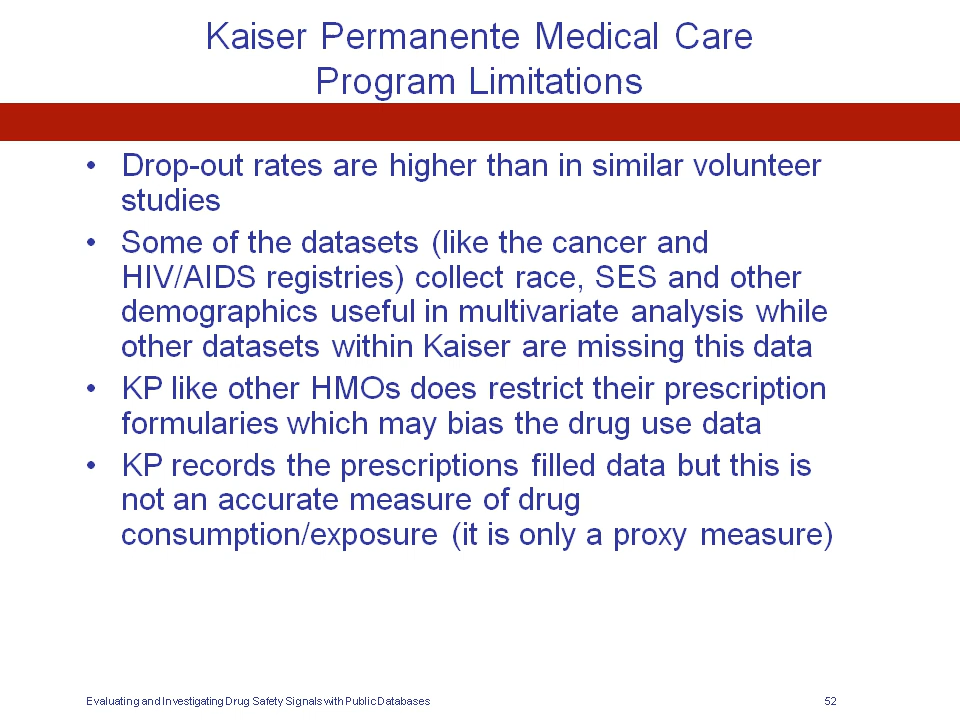 Kaiser Permanente Medical Care
Program Limitations
• Drop-out rates are higher than in similar volunteer
studies
• Some of the datasets (like the cancer and
HIV/AIDS registries) collect race, SES and other
demographics useful in multivariate analysis while
other datasets within Kaiser are missing this data
• KP like other HMOs does restrict their prescription
formularies which may bias the drug use data
• KP records the prescriptions filled data but this is
not an accurate measure of drug
consumption/exposure (it is only a proxy measure)
Evaluating and Investigating Drug Safety Signals with Public Databases
52